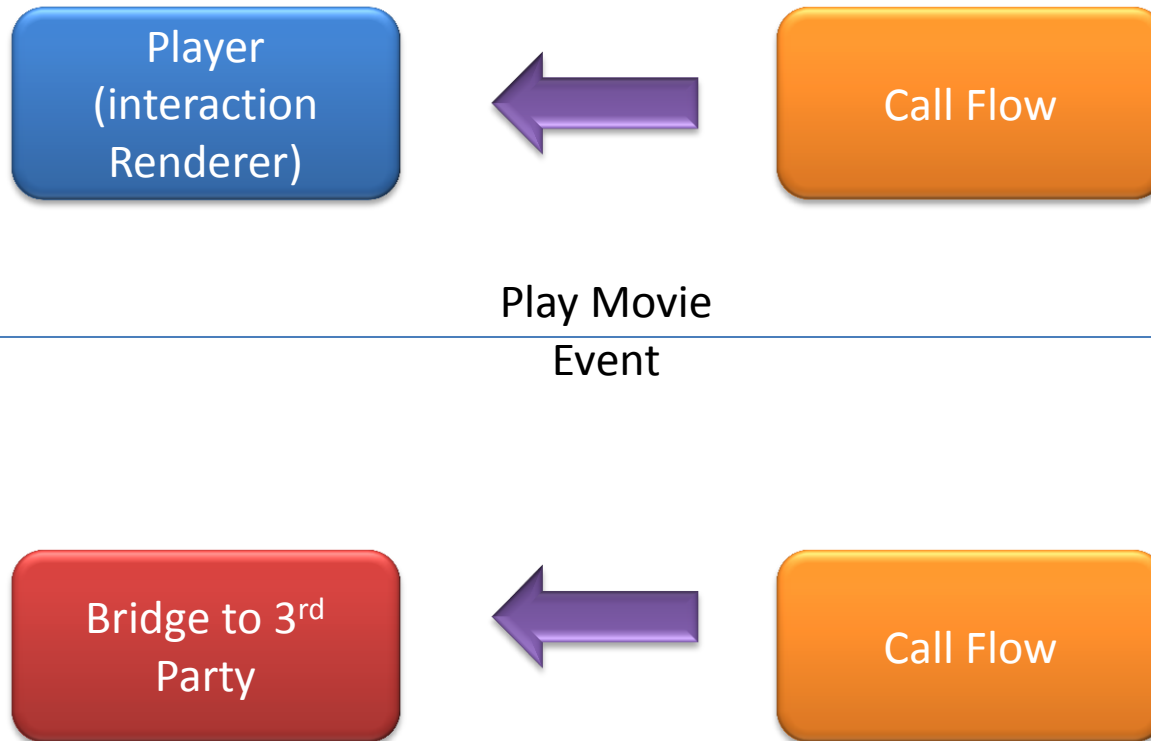 Player
(interaction
Renderer)
Call Flow
Play Movie
Event
Bridge to 3rd
Party
Call Flow